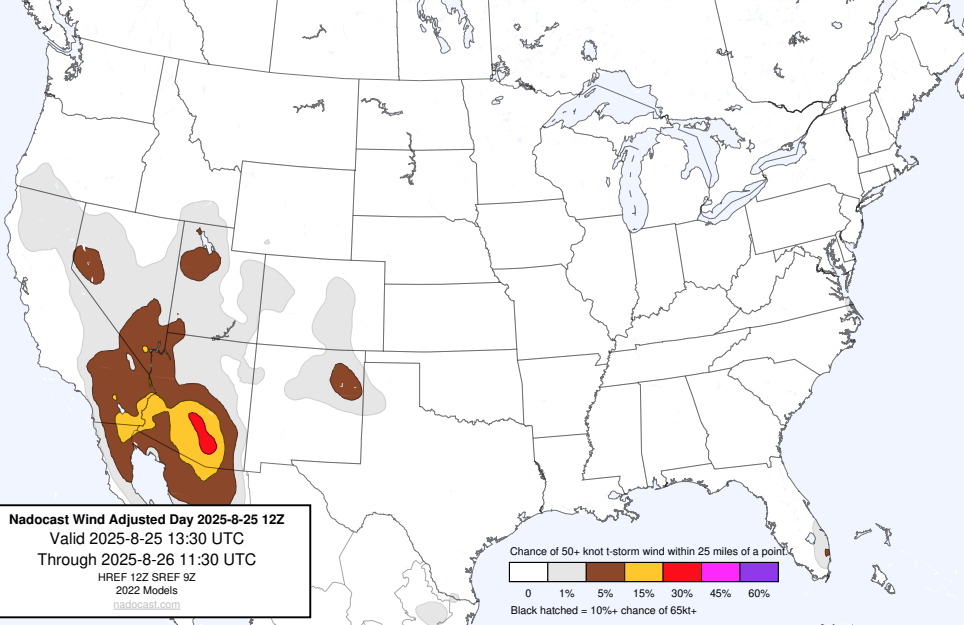 Nadocast Wind Adjusted Day 2025-8-25 12Z
Valid 2025-8-25 13:30 UTC
Through 2025-8-26 11:30 UTC
HREF 12Z SREF 9Z
2022 Models
nadocast.com
Chance of 50+ knot t-storm wind within 25 miles of a point.
0 1% 5% 15% 30% 45% 60%
Black hatched = 10%+ chance of 65kt+